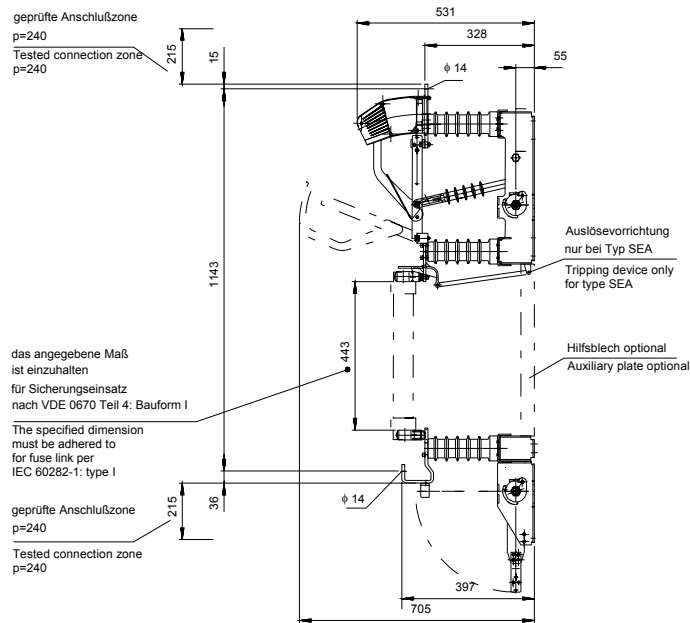 geprüfte Anschlußzone
p=240
Tested connection zone
p=240
215
15
531
328
55
ϕ 14
1143
Auslösevorrichtung
nur bei Typ SEA
Tripping device only
for type SEA
443
Hilfsblech optional
Auxiliary plate optional
das angegebene Maß
ist einzuhalten
für Sicherungseinsatz
nach VDE 0670 Teil 4: Bauform I
The specified dimension
must be adhered to
for fuse link per
IEC 60282-1: type I
geprüfte Anschlußzone
p=240
Tested connection zone
p=240
215
36
ϕ 14
397
705